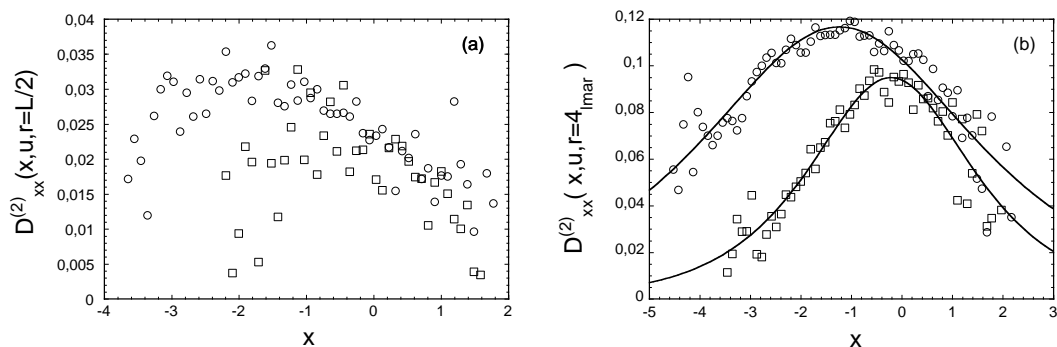 0,04
0,035
0,03
0,025
0,02
0,015
0,01
0,005
0
-4 -3 -2 -1 0 1 2
x
D(2)xx(x,u,r=L/2)
(a)
0,12
0,1
0,08
0,06
0,04
0,02
0
-5 -4 -3 -2 -1 0 1 2 3
x
D(2)xx( x,u,r=4lmar)
(b)